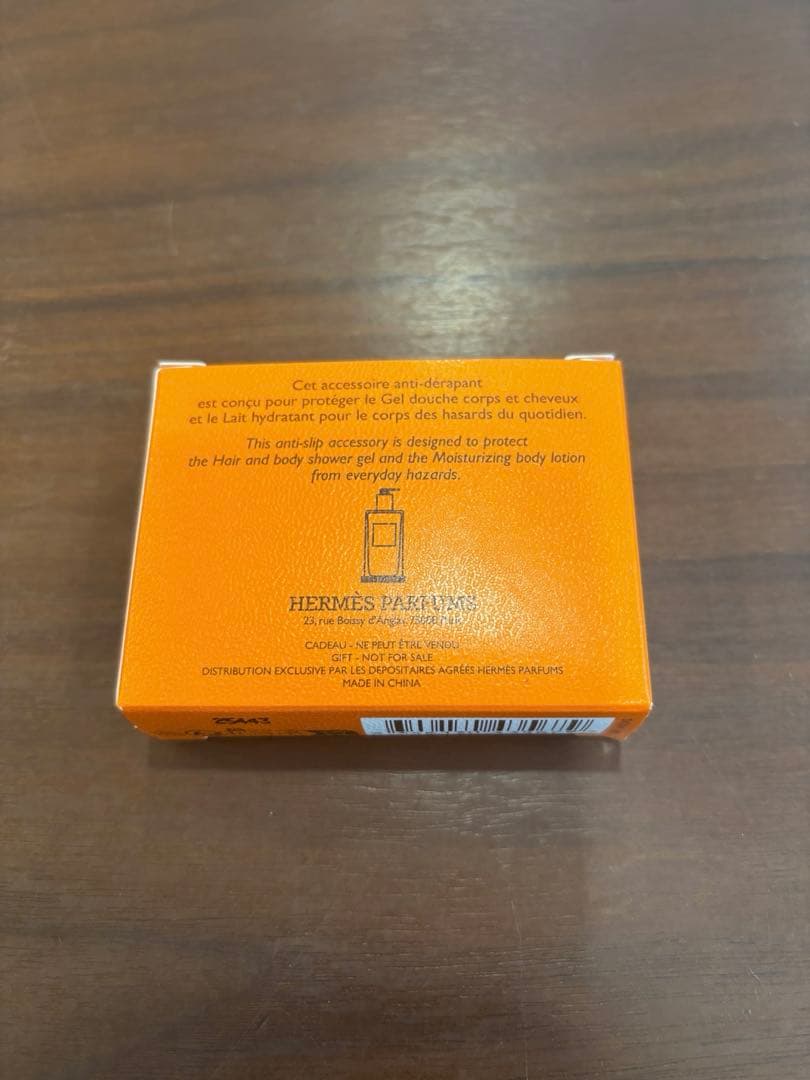 Cet accessoire anti-dérapant
est conçu pour protéger le Gel douche corps et cheveux
et le Lait hydratant pour le corps des hasards du quotidien.
This anti-slip accessory is designed to protect
the Hair and body shower gel and the Moisturizing body lotion
from everyday hazards.
HERMÈS PARFUMS
23, rue Boissy d'Anglas 75008 Paris
CADEAU - NE PEUT ÊTRE VENDU
GIFT - NOT FOR SALE
DISTRIBUTION EXCLUSIVE PAR LES DEPOSITAIRES AGRÉÉS HERMÈS PARFUMS
MADE IN CHINA
25A43